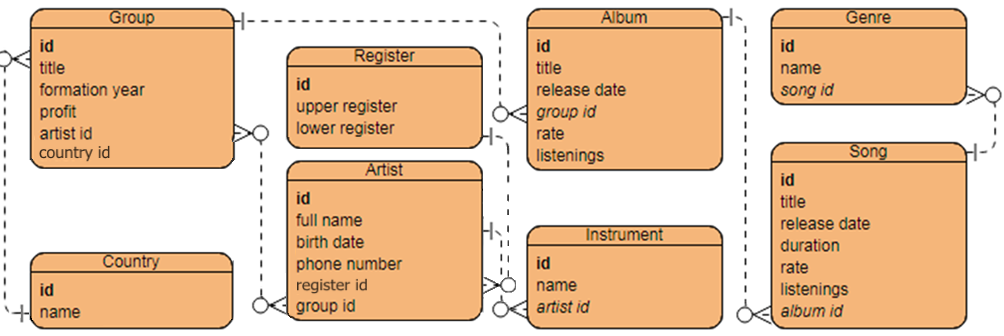 Group
id
title
formation year
profit
artist id
country id
Country
id
name
Register
id
upper register
lower register
Artist
id
full name
birth date
phone number
register id
group id
Album
id
title
release date
group id
rate
listenings
Instrument
id
name
artist id
Genre
id
name
song id
Song
id
title
release date
duration
rate
listenings
album id